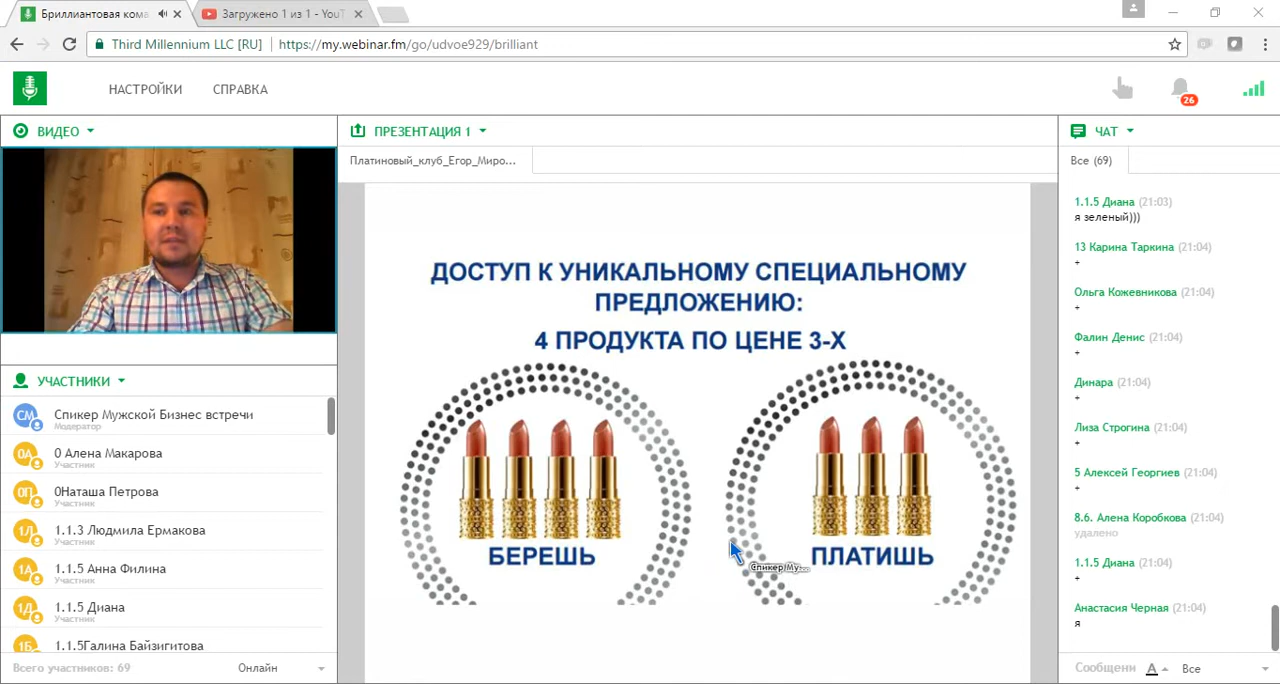 Бриллиантовая кома
Загружено 1 из 1 - YouT
Third Millennium LLC [RU]
https://my.webinar.fm/go/udvoe929/brilliant
НАСТРОЙКИ
СПРАВКА
26
ВИДЕО
ПРЕЗЕНТАЦИЯ 1
ЧАТ
Платиновый_клуб_Егор_Миро...
Все (69)
ДОСТУП К УНИКАЛЬНОМУ СПЕЦИАЛЬНОМУ
ПРЕДЛОЖЕНИЮ:
4 ПРОДУКТА ПО ЦЕНЕ 3-Х
БЕРЕШЬ
ПЛАТИШЬ
Спикер Му...
УЧАСТНИКИ
СМ
Спикер Мужской Бизнес встречи
Модератор
0А
0 Алена Макарова
Участник
0П
0Наташа Петрова
Участник
1Л
1.1.3 Людмила Ермакова
Участник
1А
1.1.5 Анна Филина
Участник
1Д
1.1.5 Диана
Участник
1Б
1.1.5Галина Байзигитова
Всего участников: 69
Онлайн
1.1.5 Диана (21:03)
я зеленый)))
13 Карина Таркина (21:04)
+
Ольга Кожевникова (21:04)
+
Фалин Денис (21:04)
+
Динара (21:04)
+
Лиза Строгина (21:04)
+
5 Алексей Георгиев (21:04)
+
8.6. Алена Коробкова (21:04)
удалено
1.1.5 Диана (21:04)
+
Анастасия Черная (21:04)
я
Сообщени
А
Все